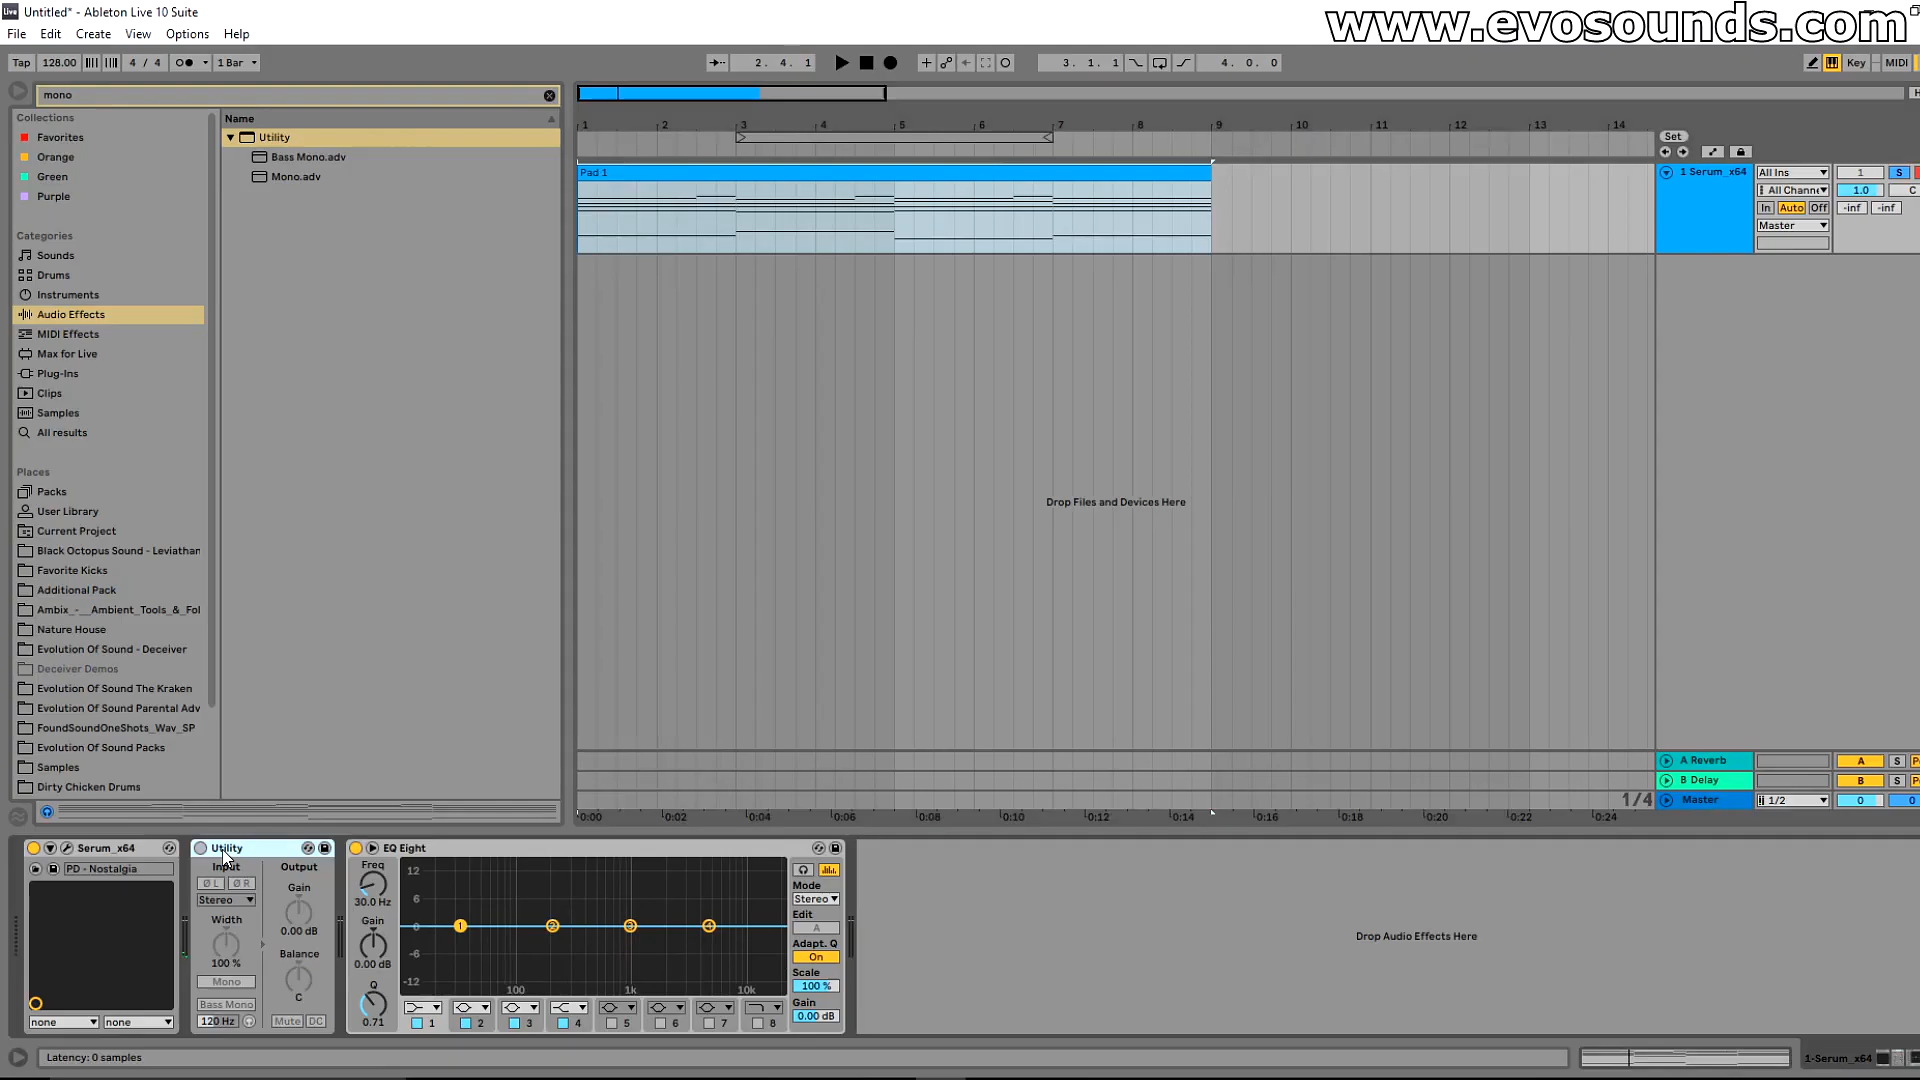 Untitled* - Ableton Live 10 Suite
www.evosounds.com
File Edit Create View Options Help
Tap 128.00 4 / 4 1 Bar 2. 4. 1 3. 1. 1 4. 0. 0 Key MIDI
mono
Collections
Favorites
Orange
Green
Purple
Categories
Sounds
Drums
Instruments
Audio Effects
MIDI Effects
Max for Live
Plug-Ins
Clips
Samples
All results
Places
Packs
User Library
Current Project
Black Octopus Sound - Leviathan
Favorite Kicks
Additional Pack
Ambix_-__Ambient_Tools_&_Fol
Nature House
Evolution Of Sound - Deceiver
Deceiver Demos
Evolution Of Sound The Kraken
Evolution Of Sound Parental Adv
FoundSoundOneShots_Wav_SP
Evolution Of Sound Packs
Samples
Dirty Chicken Drums
Name
Utility
Bass Mono.adv
Mono.adv
1 2 3 4 5 6 7 8 9 10 11 12 13 14
Set
Pad 1
1 Serum_x64 All Ins 1 S
All Channe 1.0 C
In Auto Off -inf -inf
Master
Drop Files and Devices Here
A Reverb A S
B Delay B S
1/4 Master 1/2 0 0
0:00 0:02 0:04 0:06 0:08 0:10 0:12 0:14 0:16 0:18 0:20 0:22 0:24
Serum_x64
PD - Nostalgia
none none
Utility
Input Output
Ø L Ø R Gain
Stereo
Width 0.00 dB
100 % Balance
Mono C
Bass Mono
120 Hz Mute DC
EQ Eight
Freq
30.0 Hz
Gain
0.00 dB
Q
0.71
12
6
0
-6
-12
1 2 3 4
100 1k 10k
1 2 3 4 5 6 7 8
Mode
Stereo
Edit
A
Adapt. Q
On
Scale
100 %
Gain
0.00 dB
Drop Audio Effects Here
Latency: 0 samples
1-Serum_x64